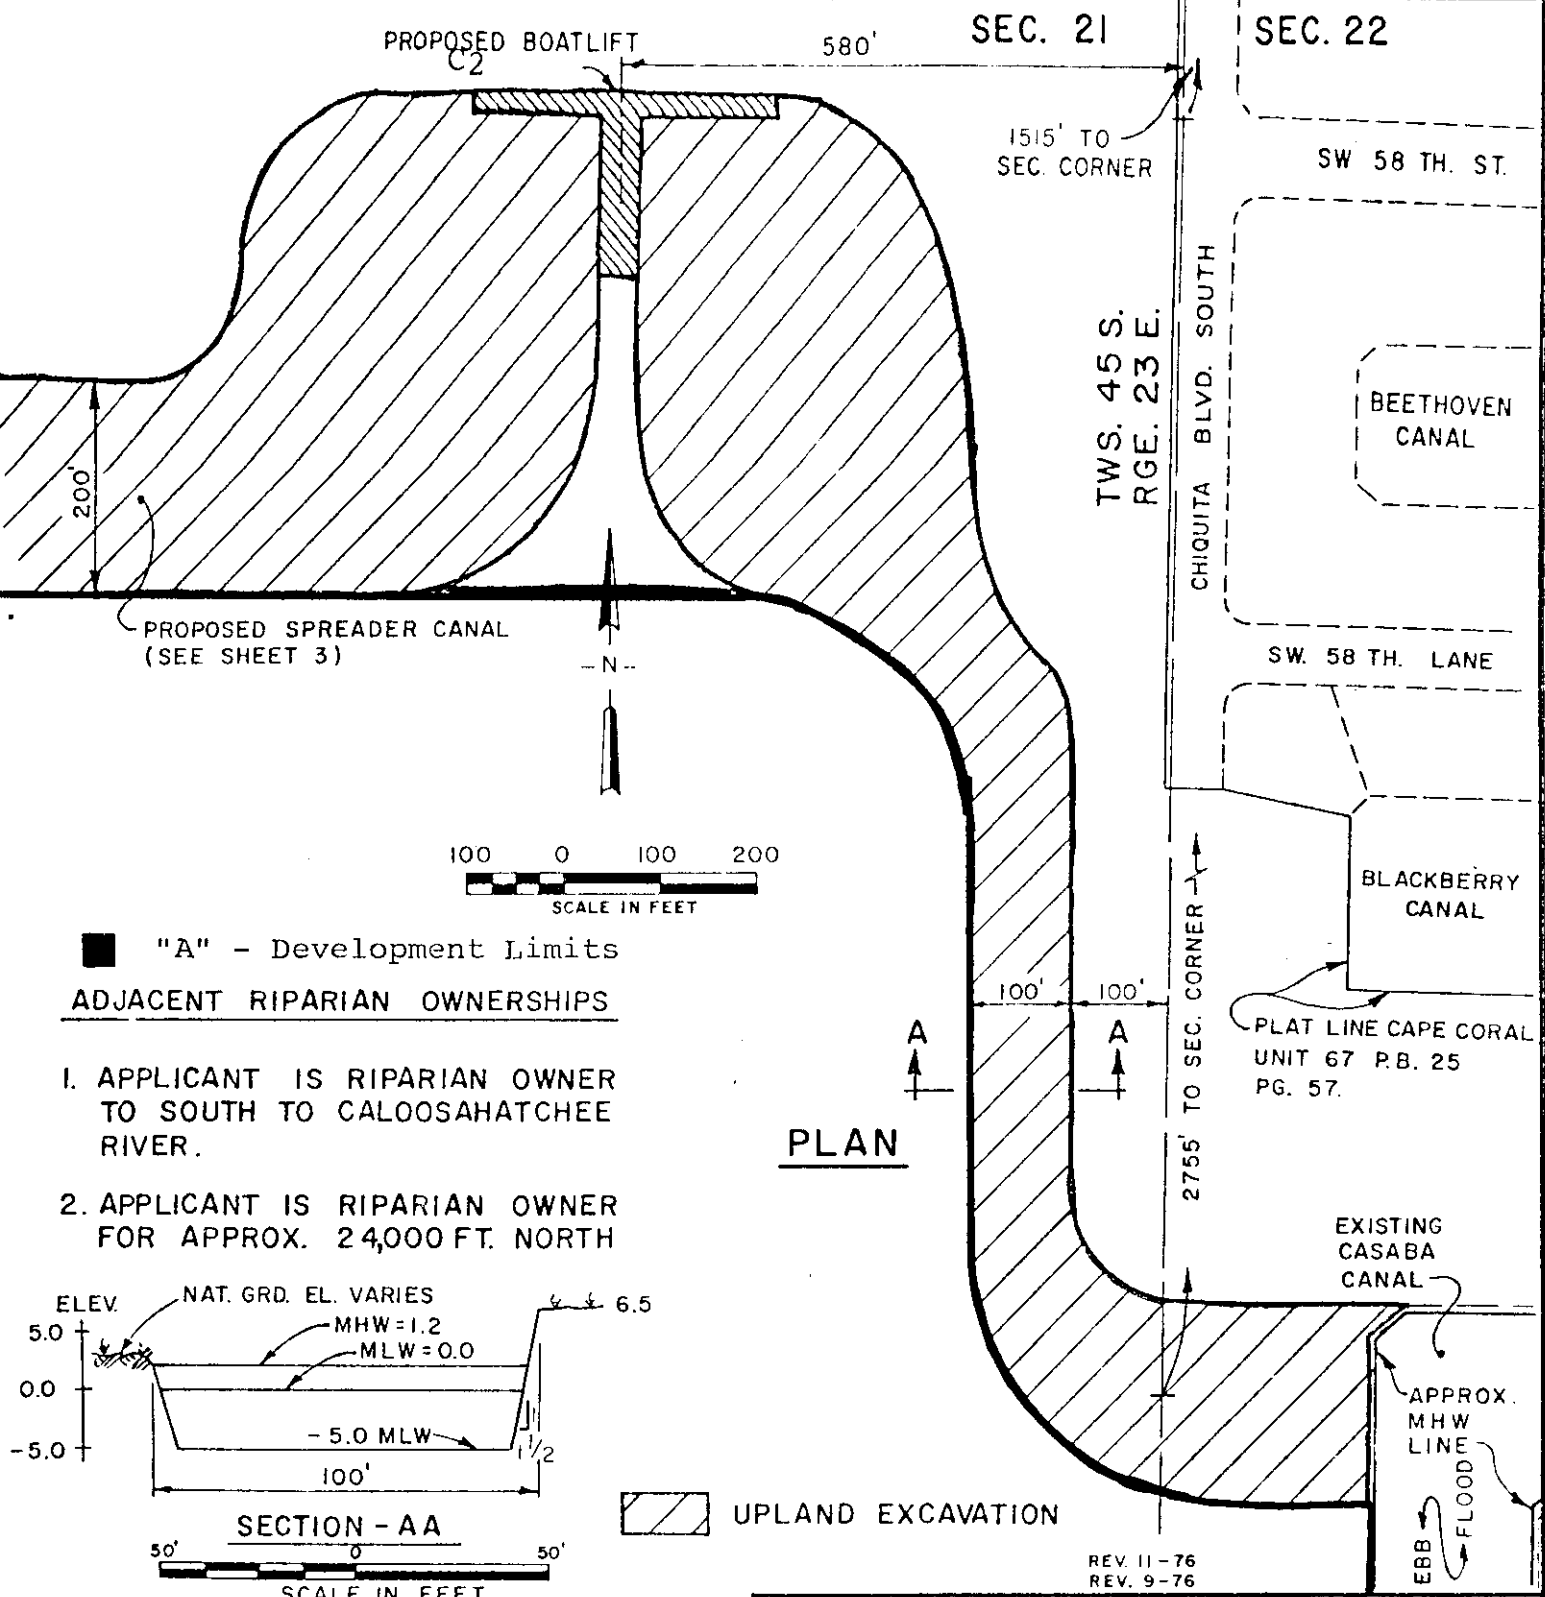 PROPOSED BOATLIFT
C2
580'
SEC. 21
SEC. 22
1515' TO
SEC. CORNER
SW 58 TH. ST.
TWS. 45 S.
RGE. 23 E.
CHIQUITA BLVD. SOUTH
BEETHOVEN
CANAL
200'
PROPOSED SPREADER CANAL
(SEE SHEET 3)
- N -
SW. 58 TH. LANE
100 0 100 200
SCALE IN FEET
BLACKBERRY
CANAL
"A" - Development Limits
ADJACENT RIPARIAN OWNERSHIPS
1. APPLICANT IS RIPARIAN OWNER
TO SOUTH TO CALOOSAHATCHEE
RIVER.
2. APPLICANT IS RIPARIAN OWNER
FOR APPROX. 24,000 FT. NORTH
100' 100'
A A
PLAN
2755' TO SEC. CORNER
PLAT LINE CAPE CORAL
UNIT 67 P.B. 25
PG. 57.
EXISTING
CASABA
CANAL
ELEV.
NAT. GRD. EL. VARIES
6.5
5.0
MHW = 1.2
MLW = 0.0
0.0
- 5.0 MLW
-5.0
1
1 1/2
100'
SECTION - AA
50' 0 50'
SCALE IN FEET
UPLAND EXCAVATION
APPROX.
MHW
LINE
EBB
FLOOD
REV. 11-76
REV. 9-76